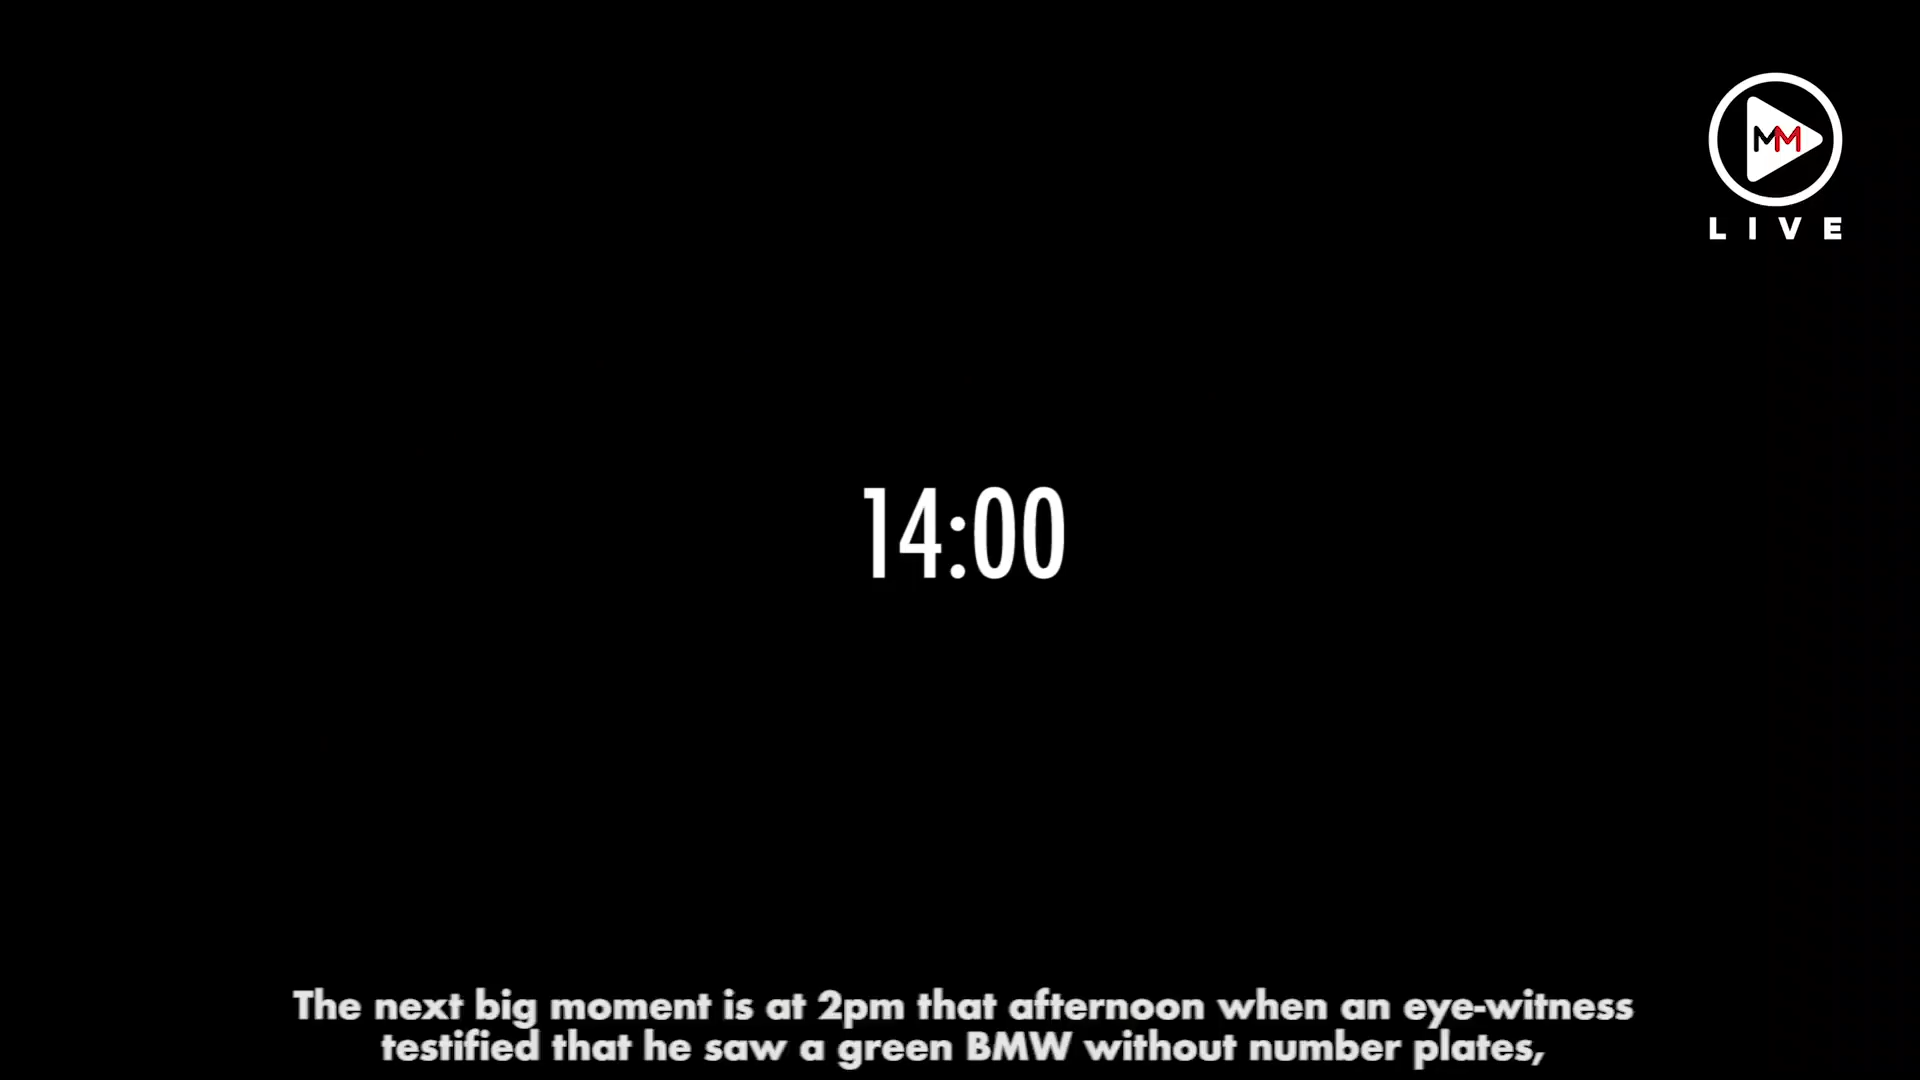 MM
LIVE
14:00
The next big moment is at 2pm that afternoon when an eye-witness
testified that he saw a green BMW without number plates,